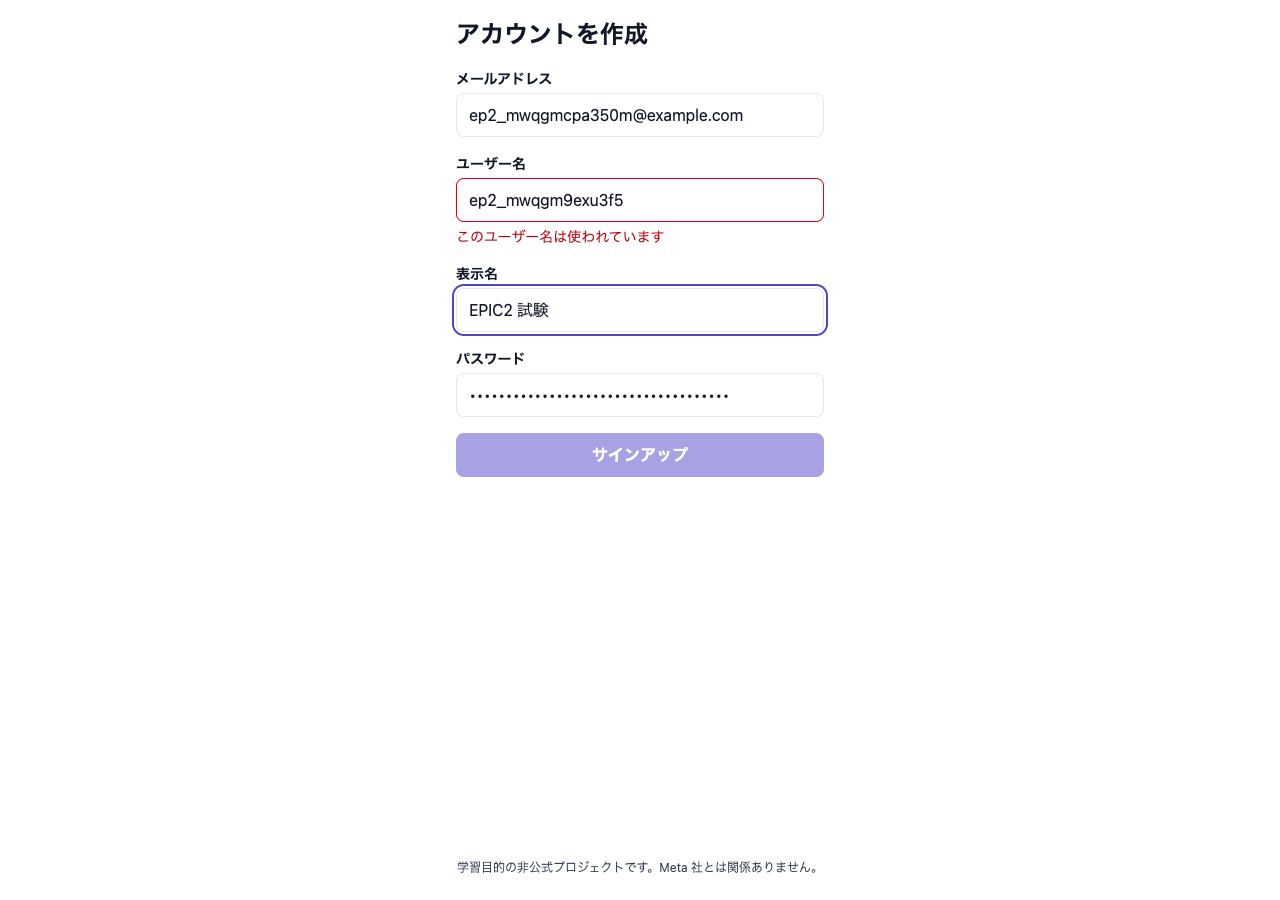 アカウントを作成
メールアドレス
ep2_mwqgmcpa350m@example.com
ユーザー名
ep2_mwqgm9exu3f5
このユーザー名は使われています
表示名
EPIC2 試験
パスワード
••••••••••••••••••••••••••••••••••••
サインアップ
学習目的の非公式プロジェクトです。Meta 社とは関係ありません。